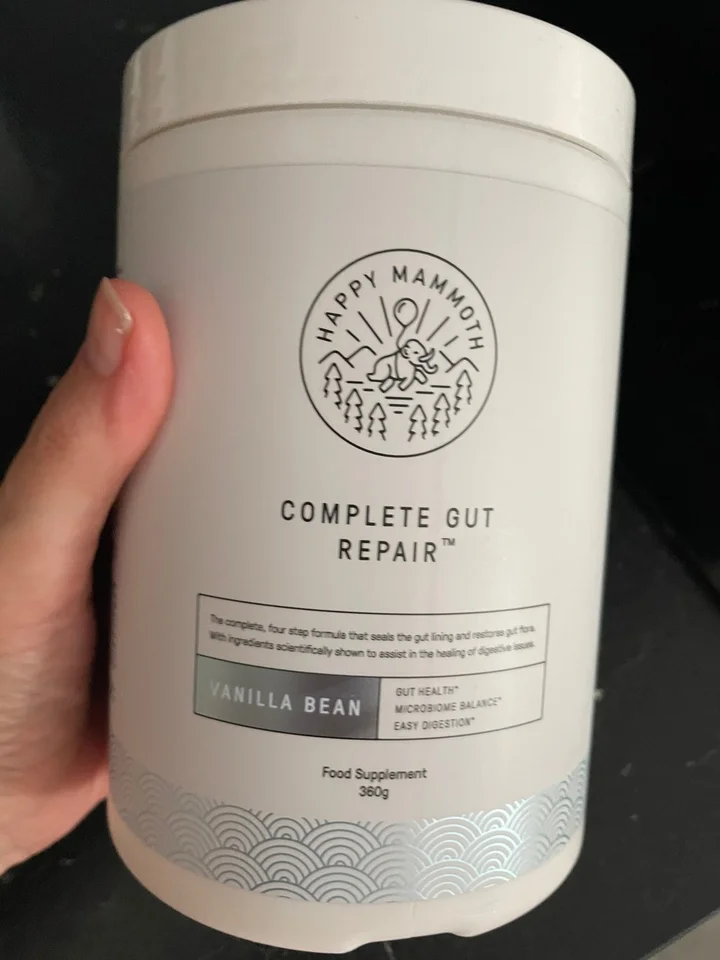 HAPPY MAMMOTH
COMPLETE GUT
REPAIR™
The complete, four step formula that seals the gut lining and restores gut flora.
With ingredients scientifically shown to assist in the healing of digestive issues.
VANILLA BEAN
GUT HEALTH*
MICROBIOME BALANCE*
EASY DIGESTION*
Food Supplement
360g